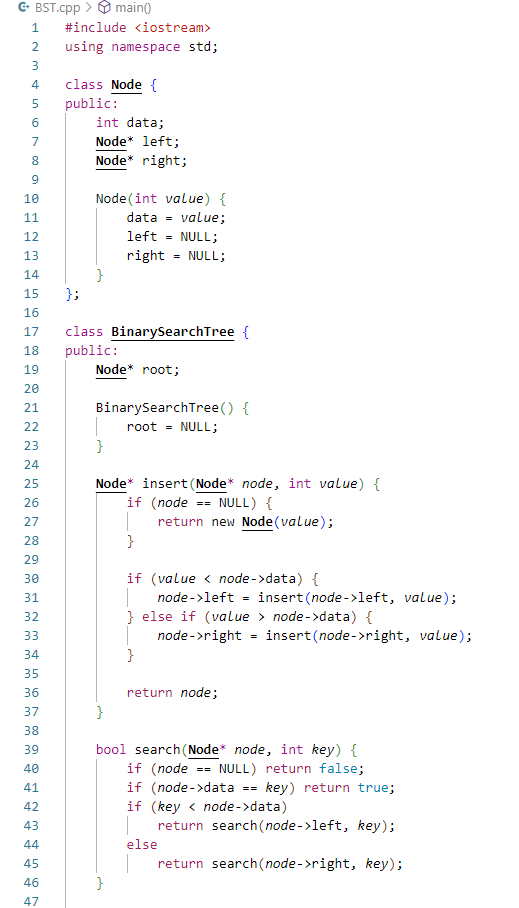 BST.cpp > main()
1 #include <iostream>
2 using namespace std;
3
4 class Node {
5 public:
6     int data;
7     Node* left;
8     Node* right;
9
10     Node(int value) {
11         data = value;
12         left = NULL;
13         right = NULL;
14     }
15 };
16
17 class BinarySearchTree {
18 public:
19     Node* root;
20
21     BinarySearchTree() {
22         root = NULL;
23     }
24
25     Node* insert(Node* node, int value) {
26         if (node == NULL) {
27             return new Node(value);
28         }
29
30         if (value < node->data) {
31             node->left = insert(node->left, value);
32         } else if (value > node->data) {
33             node->right = insert(node->right, value);
34         }
35
36         return node;
37     }
38
39     bool search(Node* node, int key) {
40         if (node == NULL) return false;
41         if (node->data == key) return true;
42         if (key < node->data)
43             return search(node->left, key);
44         else
45             return search(node->right, key);
46     }
47